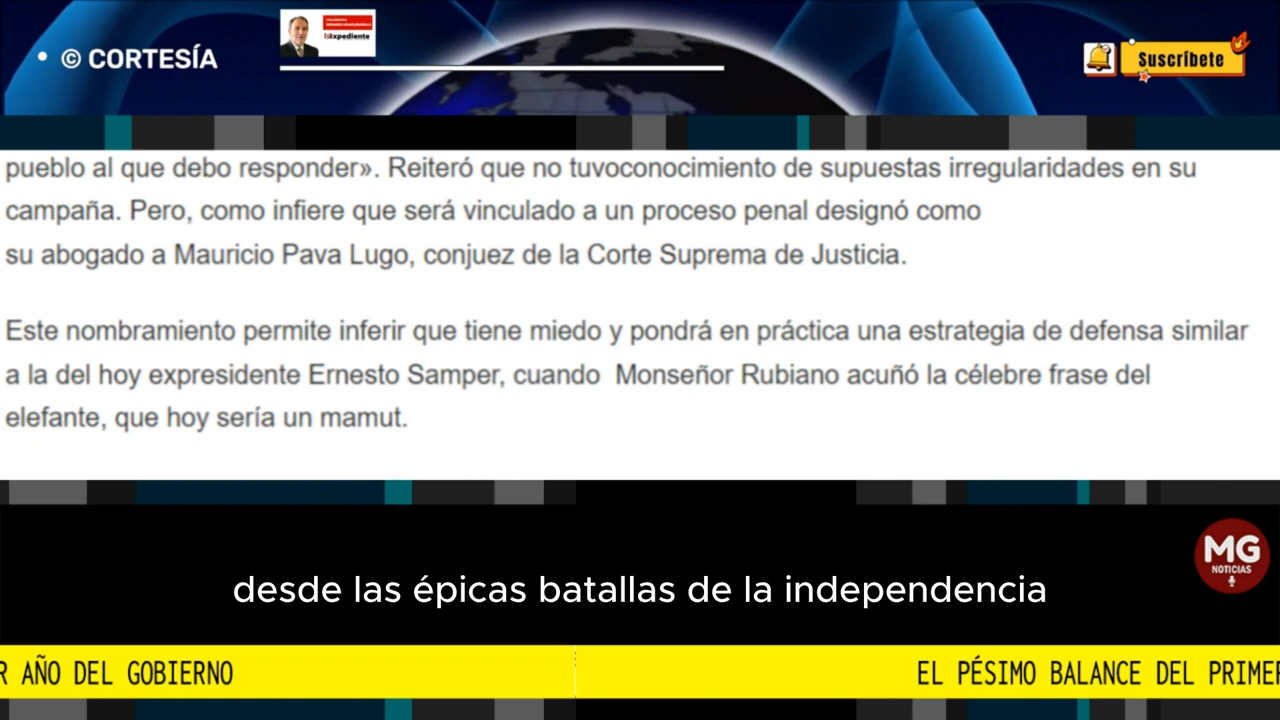 © CORTESÍA
Expediente
Suscríbete
pueblo al que debo responder». Reiteró que no tuvoconocimiento de supuestas irregularidades en su
campaña. Pero, como infiere que será vinculado a un proceso penal designó como
su abogado a Mauricio Pava Lugo, conjuez de la Corte Suprema de Justicia.
Este nombramiento permite inferir que tiene miedo y pondrá en práctica una estrategia de defensa similar
a la del hoy expresidente Ernesto Samper, cuando Monseñor Rubiano acuñó la célebre frase del
elefante, que hoy sería un mamut.
MG
NOTICIAS
desde las épicas batallas de la independencia
R AÑO DEL GOBIERNO EL PÉSIMO BALANCE DEL PRIMER